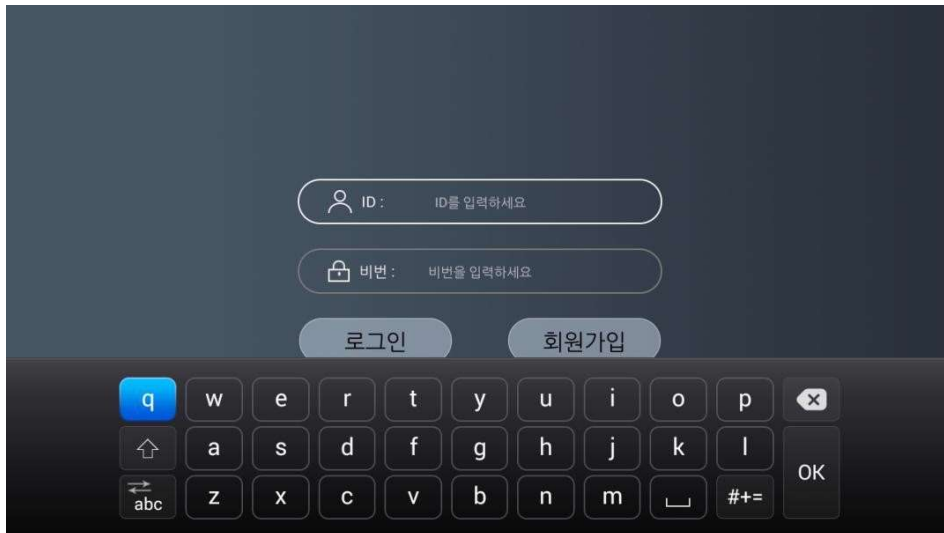 ID : ID를 입력하세요
비번 : 비번을 입력하세요
로그인 회원가입
q w e r t y u i o p
a s d f g h j k l OK
abc z x c v b n m #+=